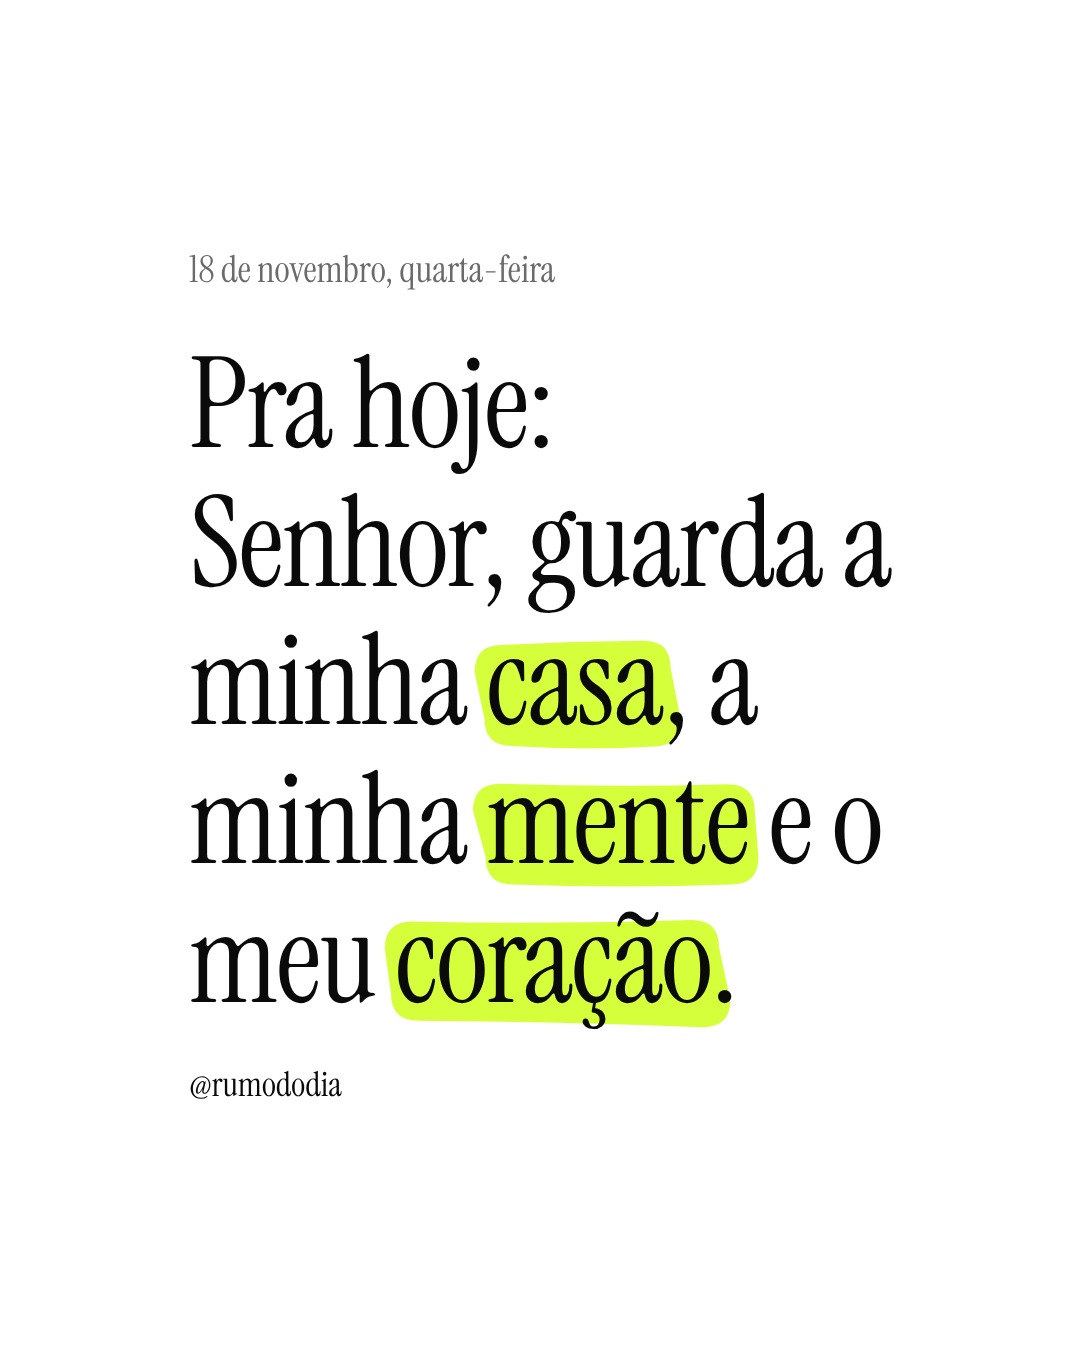 18 de novembro, quarta-feira
Pra hoje:
Senhor, guarda a
minha casa, a
minha mente e o
meu coração.
@rumododia